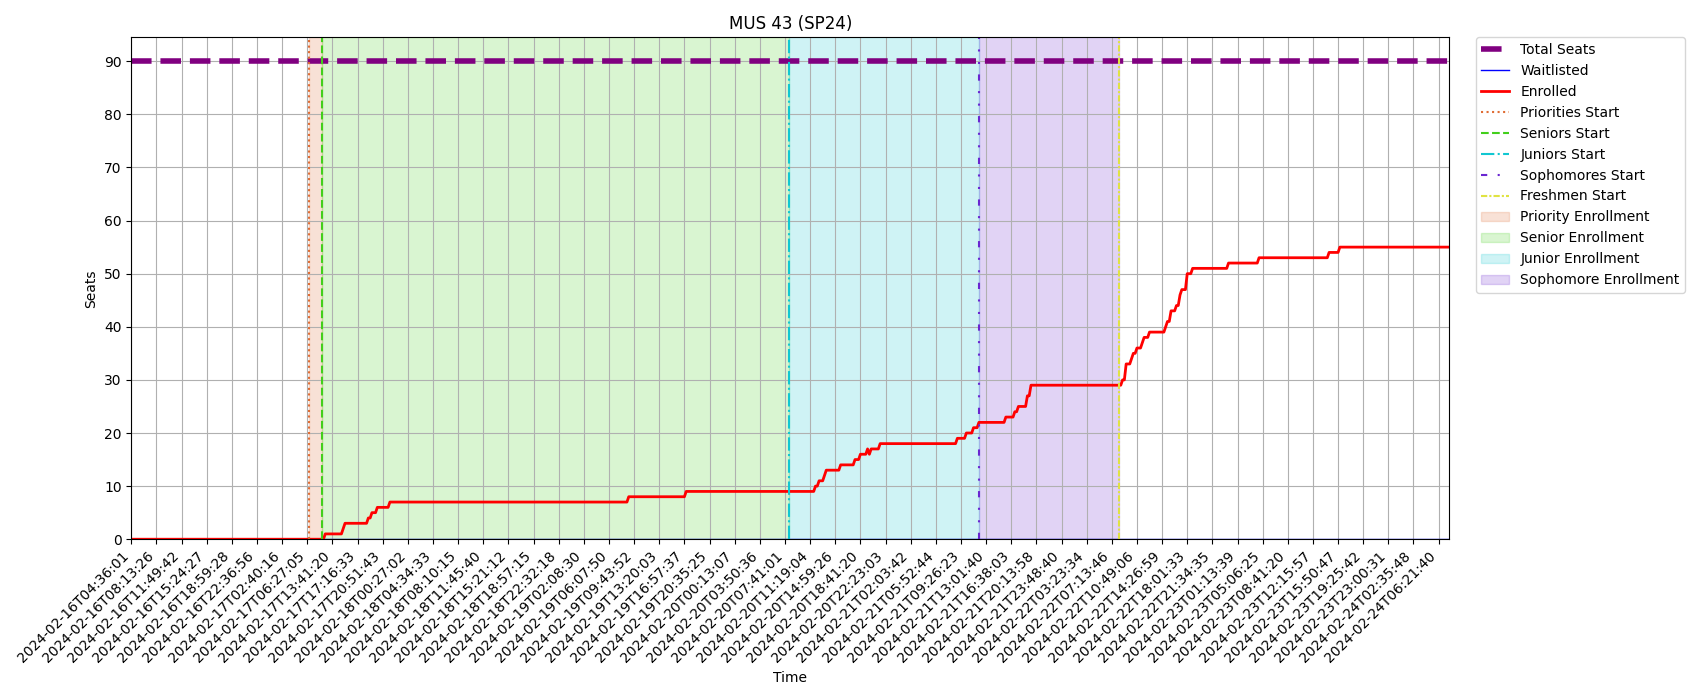 MUS 43 (SP24)
Seats
90
80
70
60
50
40
30
20
10
0
2024-02-16T04:36:01
2024-02-16T08:13:26
2024-02-16T11:49:42
2024-02-16T15:24:27
2024-02-16T18:59:28
2024-02-16T22:36:56
2024-02-17T02:40:16
2024-02-17T06:27:05
2024-02-17T13:41:20
2024-02-17T17:16:33
2024-02-17T20:51:43
2024-02-18T00:27:02
2024-02-18T04:34:33
2024-02-18T08:10:15
2024-02-18T11:45:40
2024-02-18T15:21:12
2024-02-18T18:57:15
2024-02-18T22:32:18
2024-02-19T02:08:30
2024-02-19T06:07:50
2024-02-19T09:43:52
2024-02-19T13:20:03
2024-02-19T16:57:37
2024-02-19T20:35:25
2024-02-20T00:13:07
2024-02-20T03:50:36
2024-02-20T07:41:01
2024-02-20T11:19:04
2024-02-20T14:59:26
2024-02-20T18:41:20
2024-02-20T22:23:03
2024-02-21T02:03:42
2024-02-21T05:52:44
2024-02-21T09:26:23
2024-02-21T13:01:40
2024-02-21T16:38:03
2024-02-21T20:13:58
2024-02-21T23:48:40
2024-02-22T03:23:34
2024-02-22T07:13:46
2024-02-22T10:49:06
2024-02-22T14:26:59
2024-02-22T18:01:33
2024-02-22T21:34:35
2024-02-23T01:13:39
2024-02-23T05:06:25
2024-02-23T08:41:20
2024-02-23T12:15:57
2024-02-23T15:50:47
2024-02-23T19:25:42
2024-02-23T23:00:31
2024-02-24T02:35:48
2024-02-24T06:21:40
Time
Total Seats
Waitlisted
Enrolled
Priorities Start
Seniors Start
Juniors Start
Sophomores Start
Freshmen Start
Priority Enrollment
Senior Enrollment
Junior Enrollment
Sophomore Enrollment